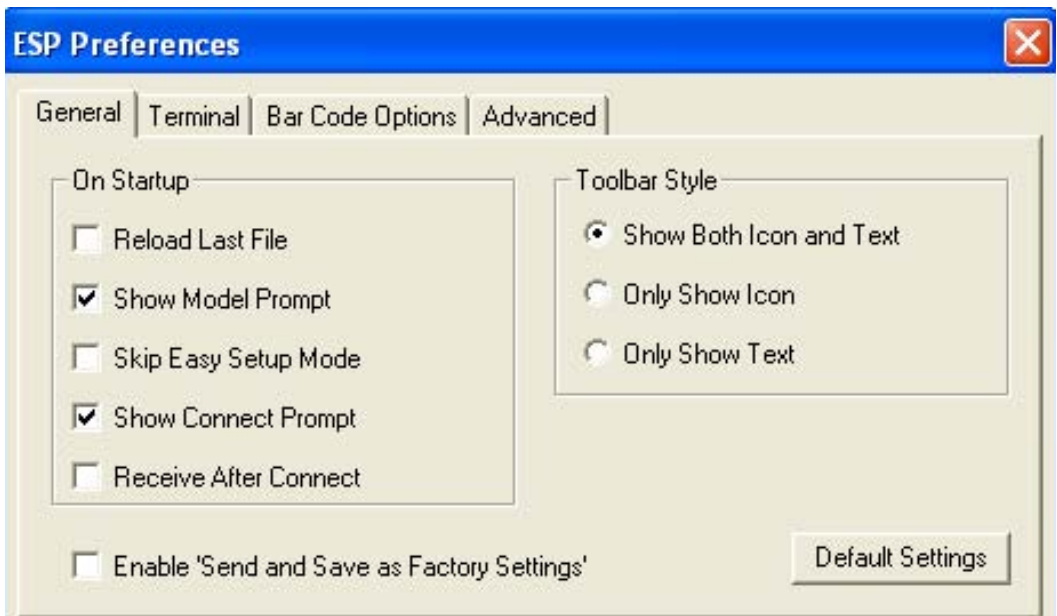 ESP Preferences
General Terminal Bar Code Options Advanced
On Startup
Reload Last File
Show Model Prompt
Skip Easy Setup Mode
Show Connect Prompt
Receive After Connect
Toolbar Style
Show Both Icon and Text
Only Show Icon
Only Show Text
Enable 'Send and Save as Factory Settings'
Default Settings